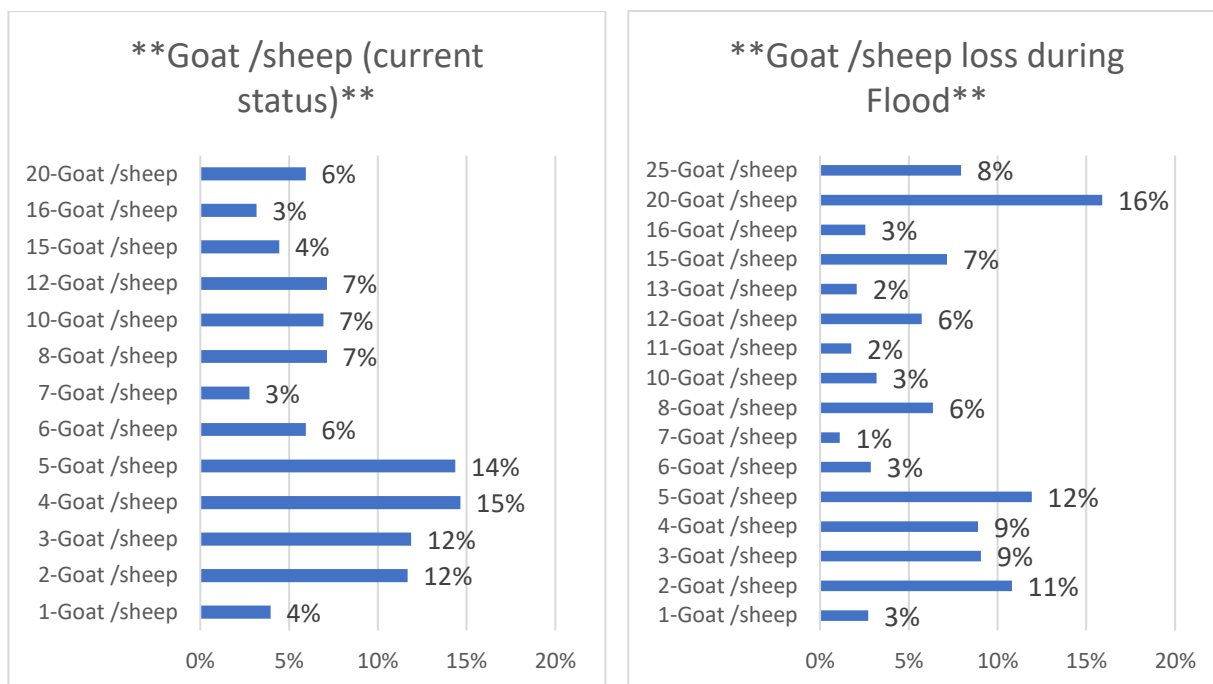 **Goat /sheep (current
status)**
20-Goat /sheep 6%
16-Goat /sheep 3%
15-Goat /sheep 4%
12-Goat /sheep 7%
10-Goat /sheep 7%
8-Goat /sheep 7%
7-Goat /sheep 3%
6-Goat /sheep 6%
5-Goat /sheep 14%
4-Goat /sheep 15%
3-Goat /sheep 12%
2-Goat /sheep 12%
1-Goat /sheep 4%
0% 5% 10% 15% 20%
**Goat /sheep loss during
Flood**
25-Goat /sheep 8%
20-Goat /sheep 16%
16-Goat /sheep 3%
15-Goat /sheep 7%
13-Goat /sheep 2%
12-Goat /sheep 6%
11-Goat /sheep 2%
10-Goat /sheep 3%
8-Goat /sheep 6%
7-Goat /sheep 1%
6-Goat /sheep 3%
5-Goat /sheep 12%
4-Goat /sheep 9%
3-Goat /sheep 9%
2-Goat /sheep 11%
1-Goat /sheep 3%
0% 5% 10% 15% 20%